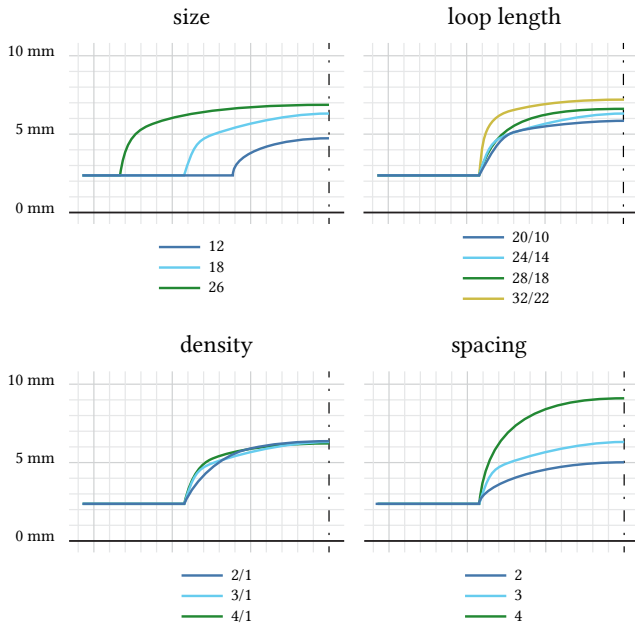 size
loop length
10 mm
5 mm
0 mm
12
18
26
20/10
24/14
28/18
32/22
density
spacing
10 mm
5 mm
0 mm
2/1
3/1
4/1
2
3
4